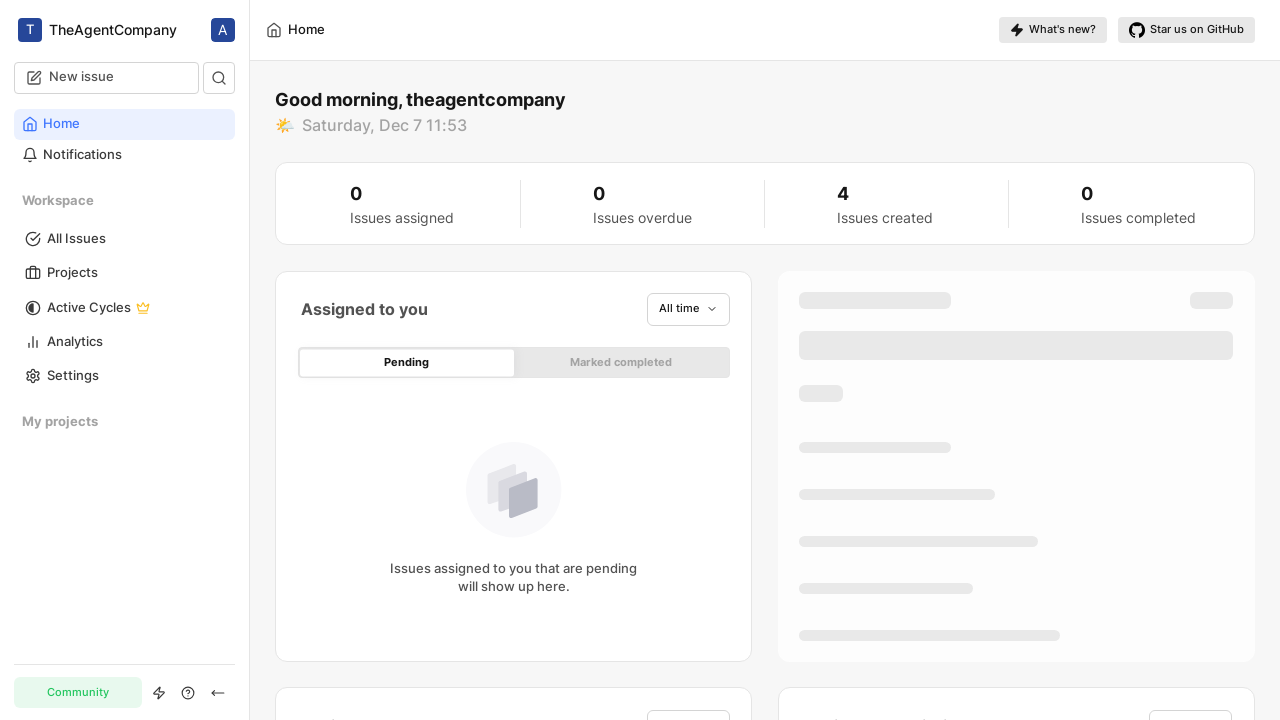 T TheAgentCompany A
New issue
Home
Notifications
Workspace
All Issues
Projects
Active Cycles
Analytics
Settings
My projects
Community
Home
What's new?
Star us on GitHub
Good morning, theagentcompany
Saturday, Dec 7 11:53
0
Issues assigned
0
Issues overdue
4
Issues created
0
Issues completed
Assigned to you
All time
Pending
Marked completed
Issues assigned to you that are pending
will show up here.